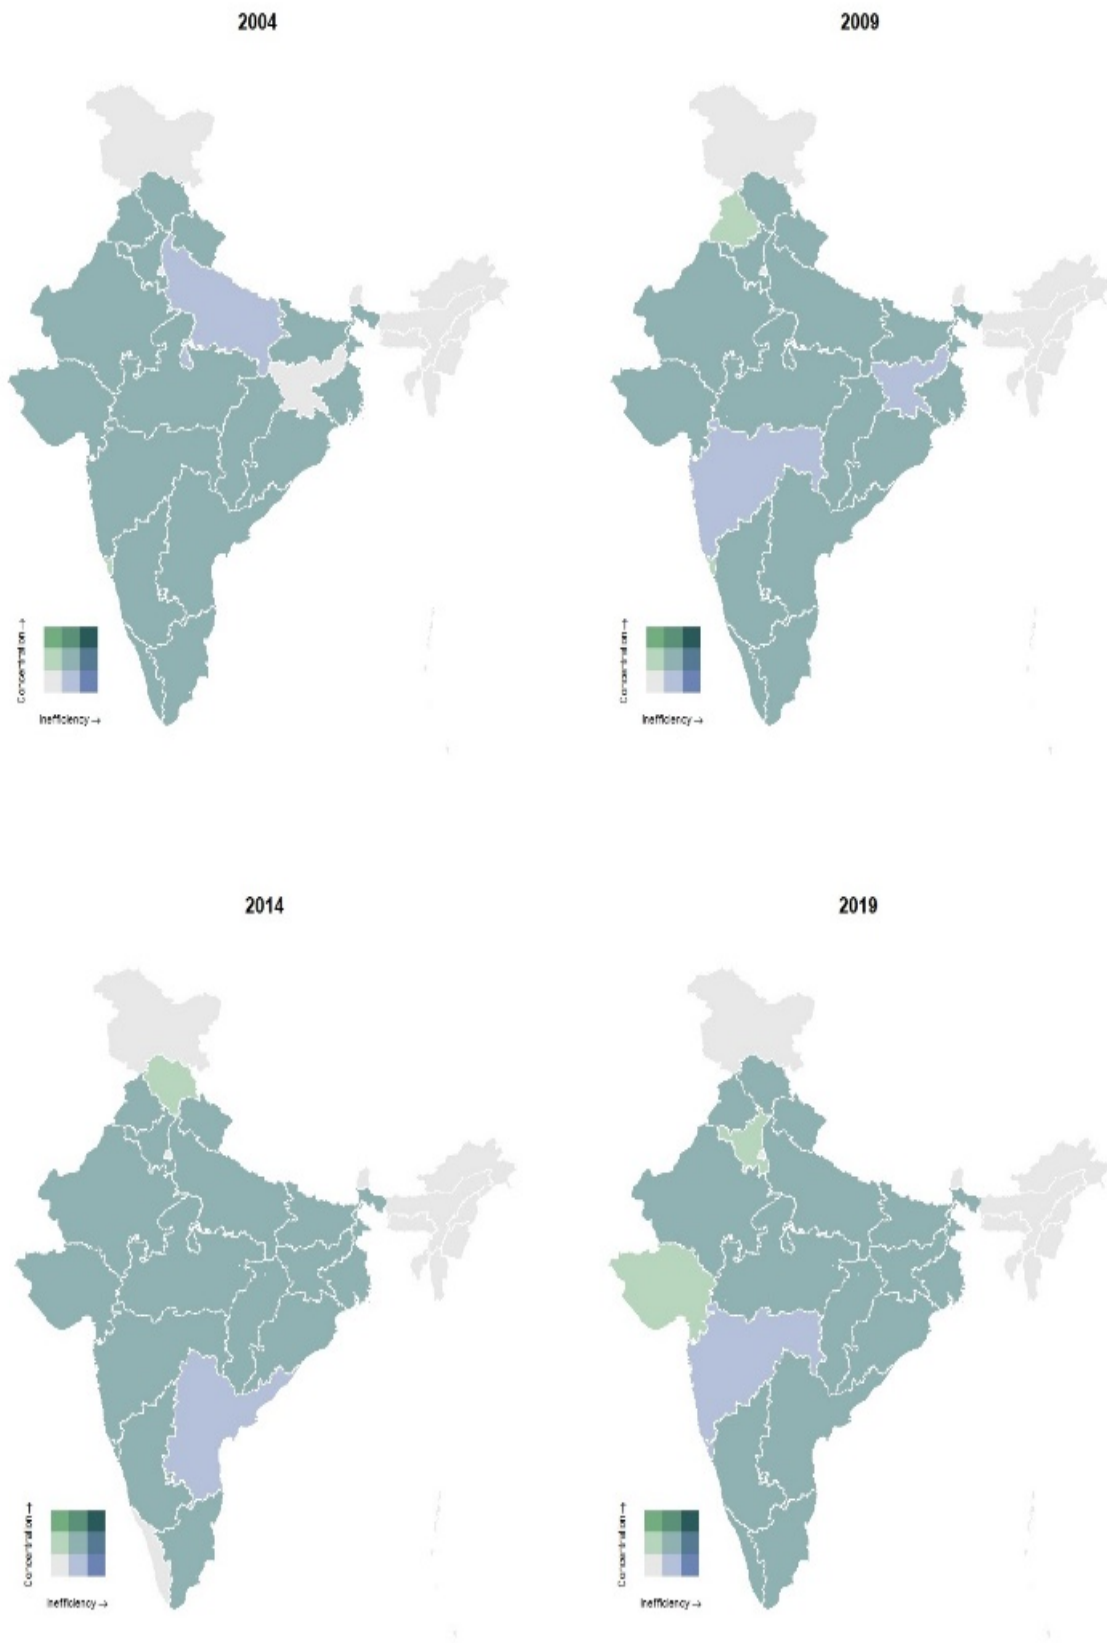 2004
2009
Concentration →
Inefficiency →
Concentration →
Inefficiency →
2014
2019
Concentration →
Inefficiency →
Concentration →
Inefficiency →